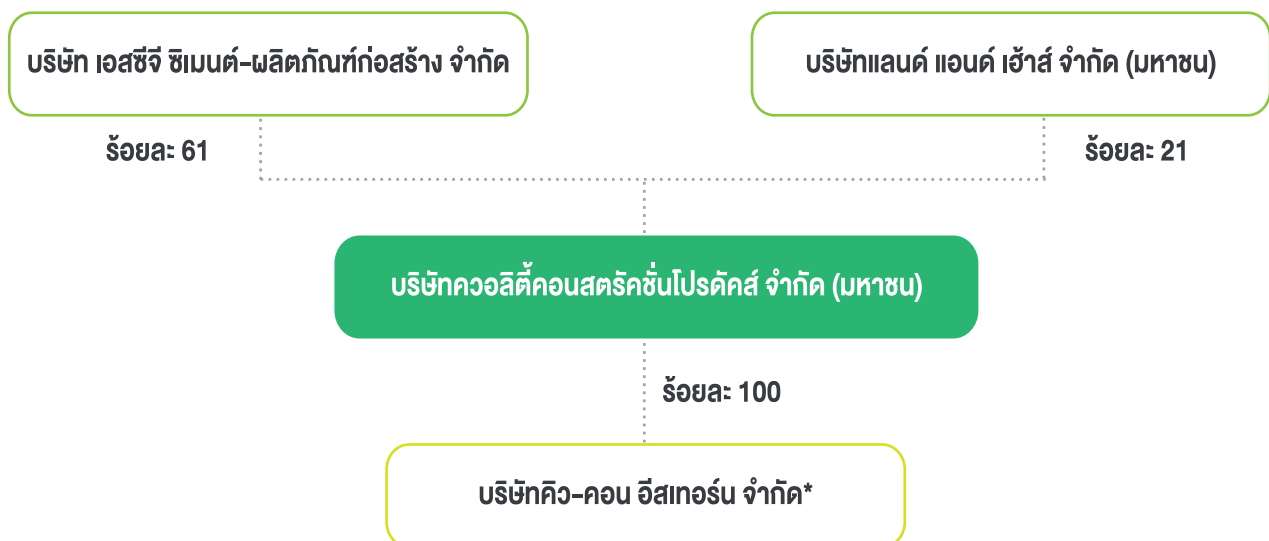 บริษัท เอสซีจี ซิเมนต์-ผลิตภัณฑ์ก่อสร้าง จำกัด
บริษัทแลนด์ แอนด์ เฮ้าส์ จำกัด (มหาชน)
ร้อยละ 61
ร้อยละ 21
บริษัทควอลิตี้คอนสตรัคชั่นโปรดัคส์ จำกัด (มหาชน)
ร้อยละ 100
บริษัทคิว-คอน อีสเทอร์น จำกัด*